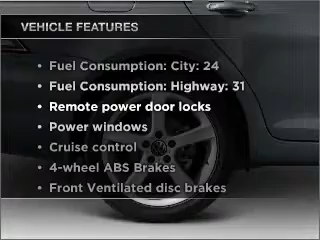 VEHICLE FEATURES
• Fuel Consumption: City: 24
• Fuel Consumption: Highway: 31
• Remote power door locks
• Power windows
• Cruise control
• 4-wheel ABS Brakes
• Front Ventilated disc brakes